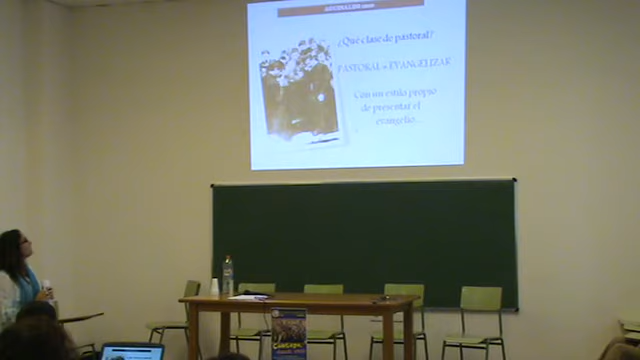 ¿Qué clase de pastoral?
PASTORAL = EVANGELIZAR
Con un estilo propio
de presentar el
evangelio...